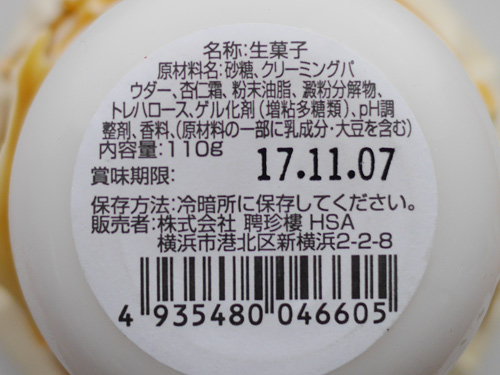 名称:生菓子
原材料名:砂糖、クリーミングパ
ウダー、杏仁霜、粉末油脂、澱粉分解物、
トレハロース、ゲル化剤(増粘多糖類)、pH調
整剤、香料、(原材料の一部に乳成分・大豆を含む)
内容量:110g
賞味期限: 17.11.07
保存方法:冷暗所に保存してください。
販売者:株式会社 聘珍樓 HSA
横浜市港北区新横浜2-2-8
4 935480 046605